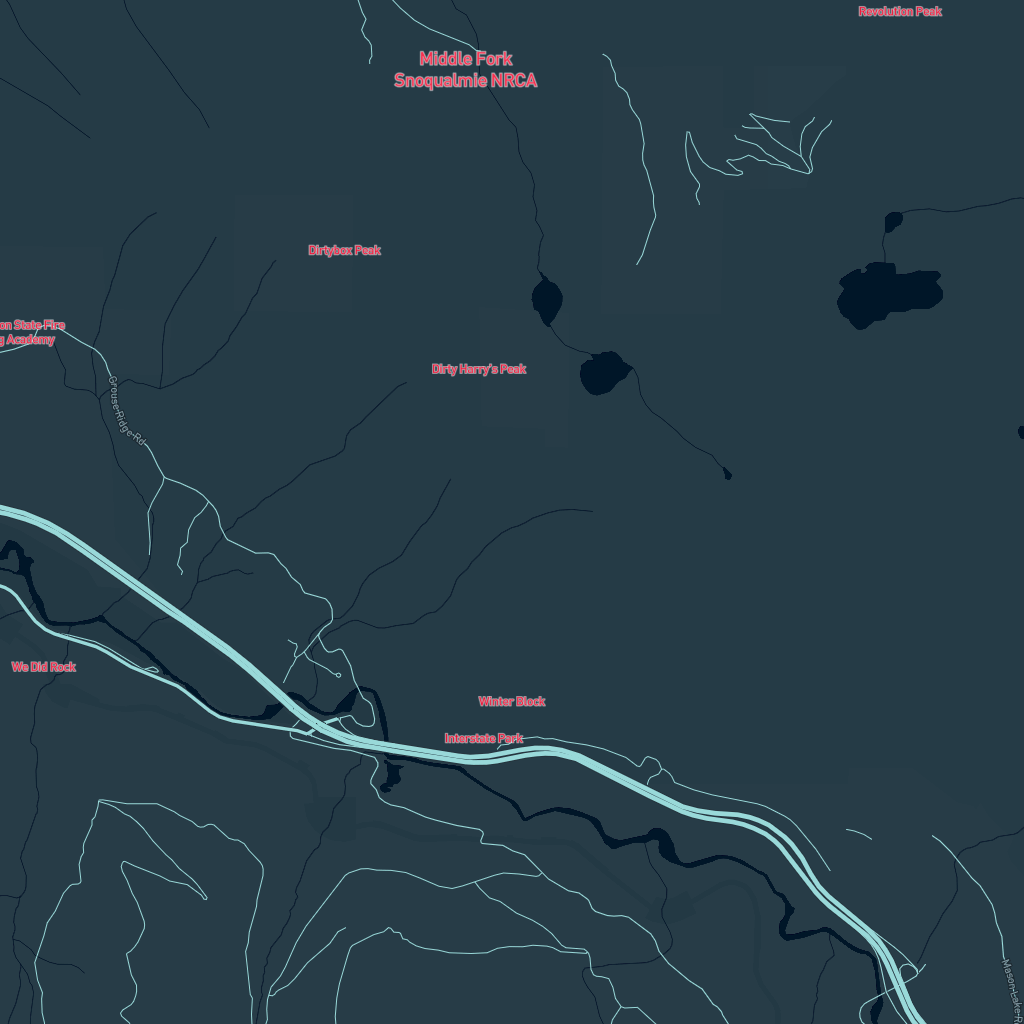 Revolution Peak
Middle Fork
Snoqualmie NRCA
Dirtybox Peak
on State Fire
g Academy
Dirty Harry's Peak
Grouse Ridge Rd
We Did Rock
Winter Block
Interstate Park
Mason Lake R